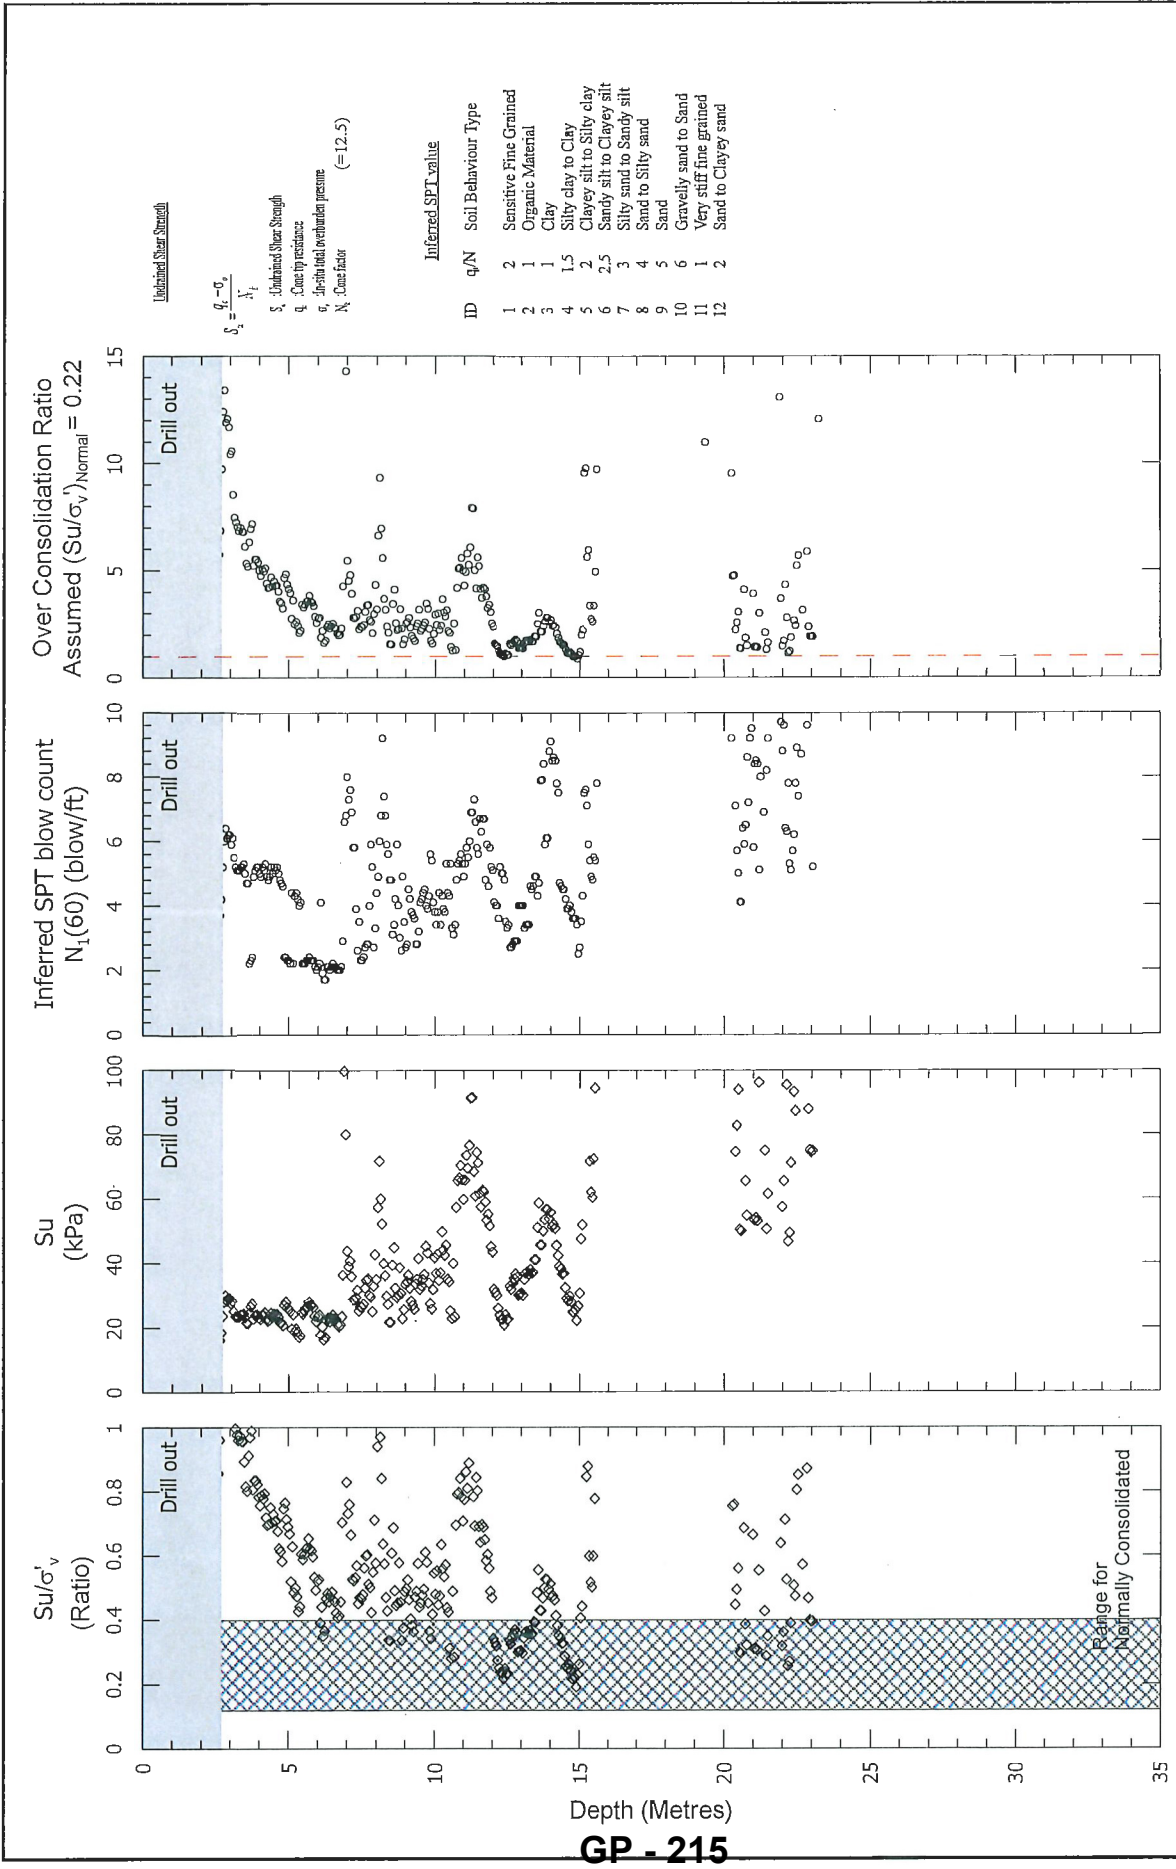 Su/σ'v
(Ratio)
0
0.2
0.4
0.6
0.8
1
Drill out
Range for
Normally Consolidated
Su
(kPa)
0
20
40
60
80
100
Drill out
Inferred SPT blow count
N1(60) (blow/ft)
0
2
4
6
8
10
Drill out
Over Consolidation Ratio
Assumed (Su/σv')Normal = 0.22
0
5
10
15
Drill out
0
5
10
15
20
25
30
35
Depth (Metres)
Undrained Shear Strength
Su :Undrained Shear Strength
:Cone tip resistance
:In-situ total overburden pressure
:Cone factor (=12.5)
Inferred SPT value
ID q/N Soil Behaviour Type
1 2 Sensitive Fine Grained
2 1 Organic Material
3 1 Clay
4 1.5 Silty clay to Clay
5 2 Clayey silt to Silty clay
6 2.5 Sandy silt to Clayey silt
7 3 Silty sand to Sandy silt
8 4 Sand to Silty sand
9 5 Sand
10 6 Gravelly sand to Sand
11 1 Very stiff fine grained
12 2 Sand to Clayey sand
GP - 215